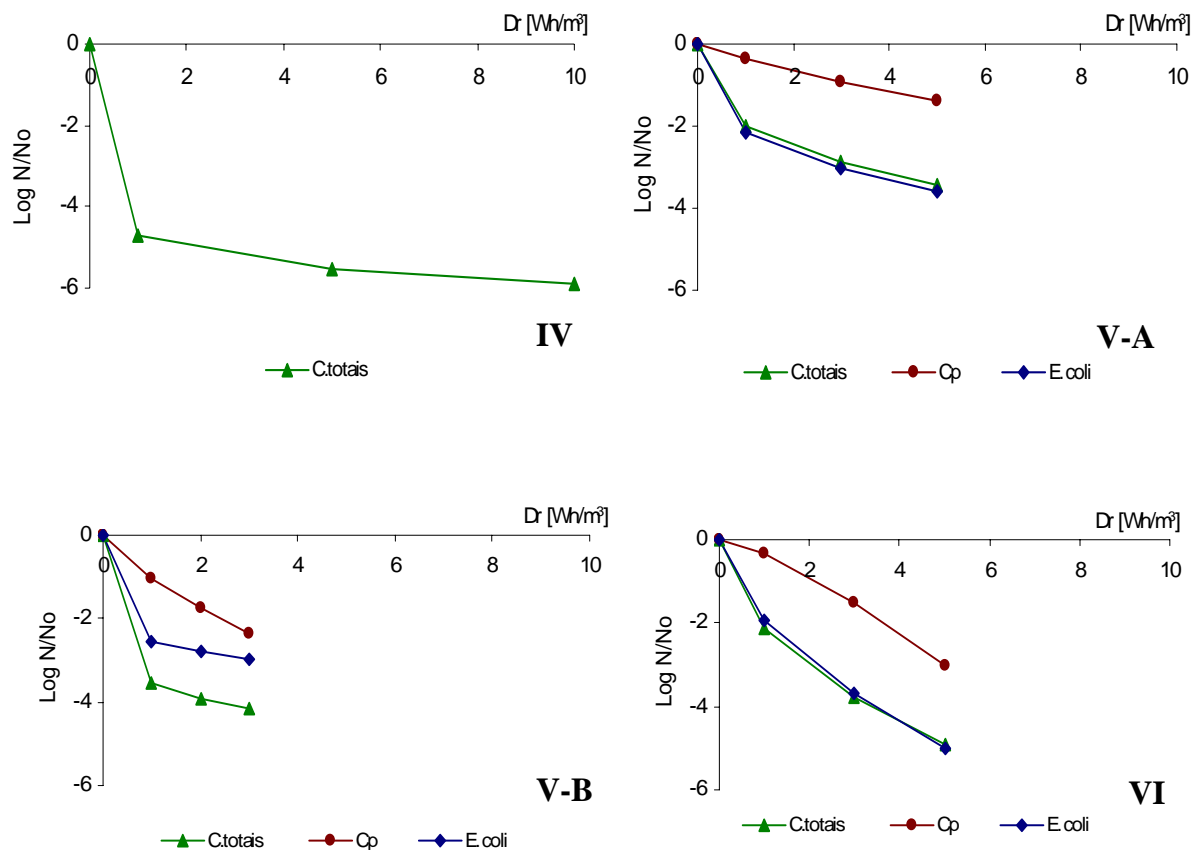 Dr [Wh/m³]
0
0 2 4 6 8 10
-2
-4
-6
Log N/No
IV
C.totais
Dr [Wh/m³]
0
0 2 4 6 8 10
-2
-4
-6
Log N/No
V-A
C.totais Cp E.coli
Dr [Wh/m³]
0
0 2 4 6 8 10
-2
-4
-6
Log N/No
V-B
C.totais Cp E.coli
Dr [Wh/m³]
0
0 2 4 6 8 10
-2
-4
-6
Log N/No
VI
C.totais Cp E.coli